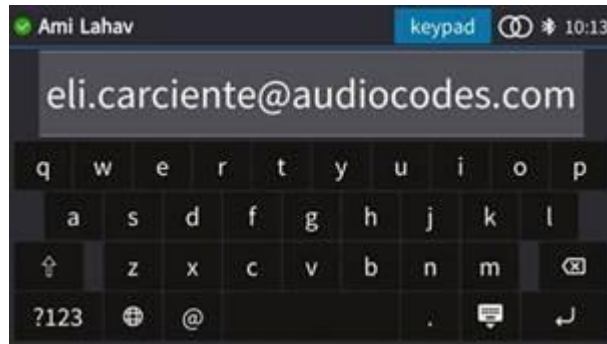 Ami Lahav keypad 10:13
eli.carciente@audiocodes.com
q w e r t y u i o p
a s d f g h j k l
z x c v b n m
?123 @ .